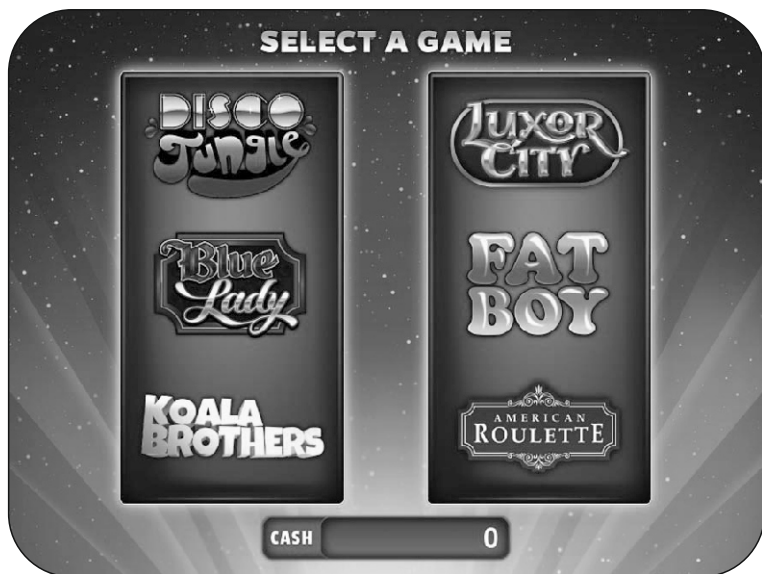 SELECT A GAME
DISCO
Jungle
Blue
Lady
KOALA
BROTHERS
LUXOR
CITY
FAT
BOY
AMERICAN
ROULETTE
CASH 0